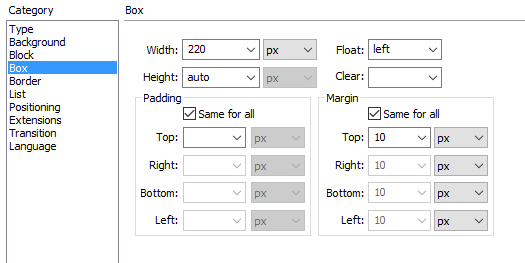 Category
Box
Type
Background
Block
Box
Border
List
Positioning
Extensions
Transition
Language
Width: 220 px Float: left
Height: auto px Clear:
Padding Margin
Same for all Same for all
Top: px Top: 10 px
Right: px Right: 10 px
Bottom: px Bottom: 10 px
Left: px Left: 10 px